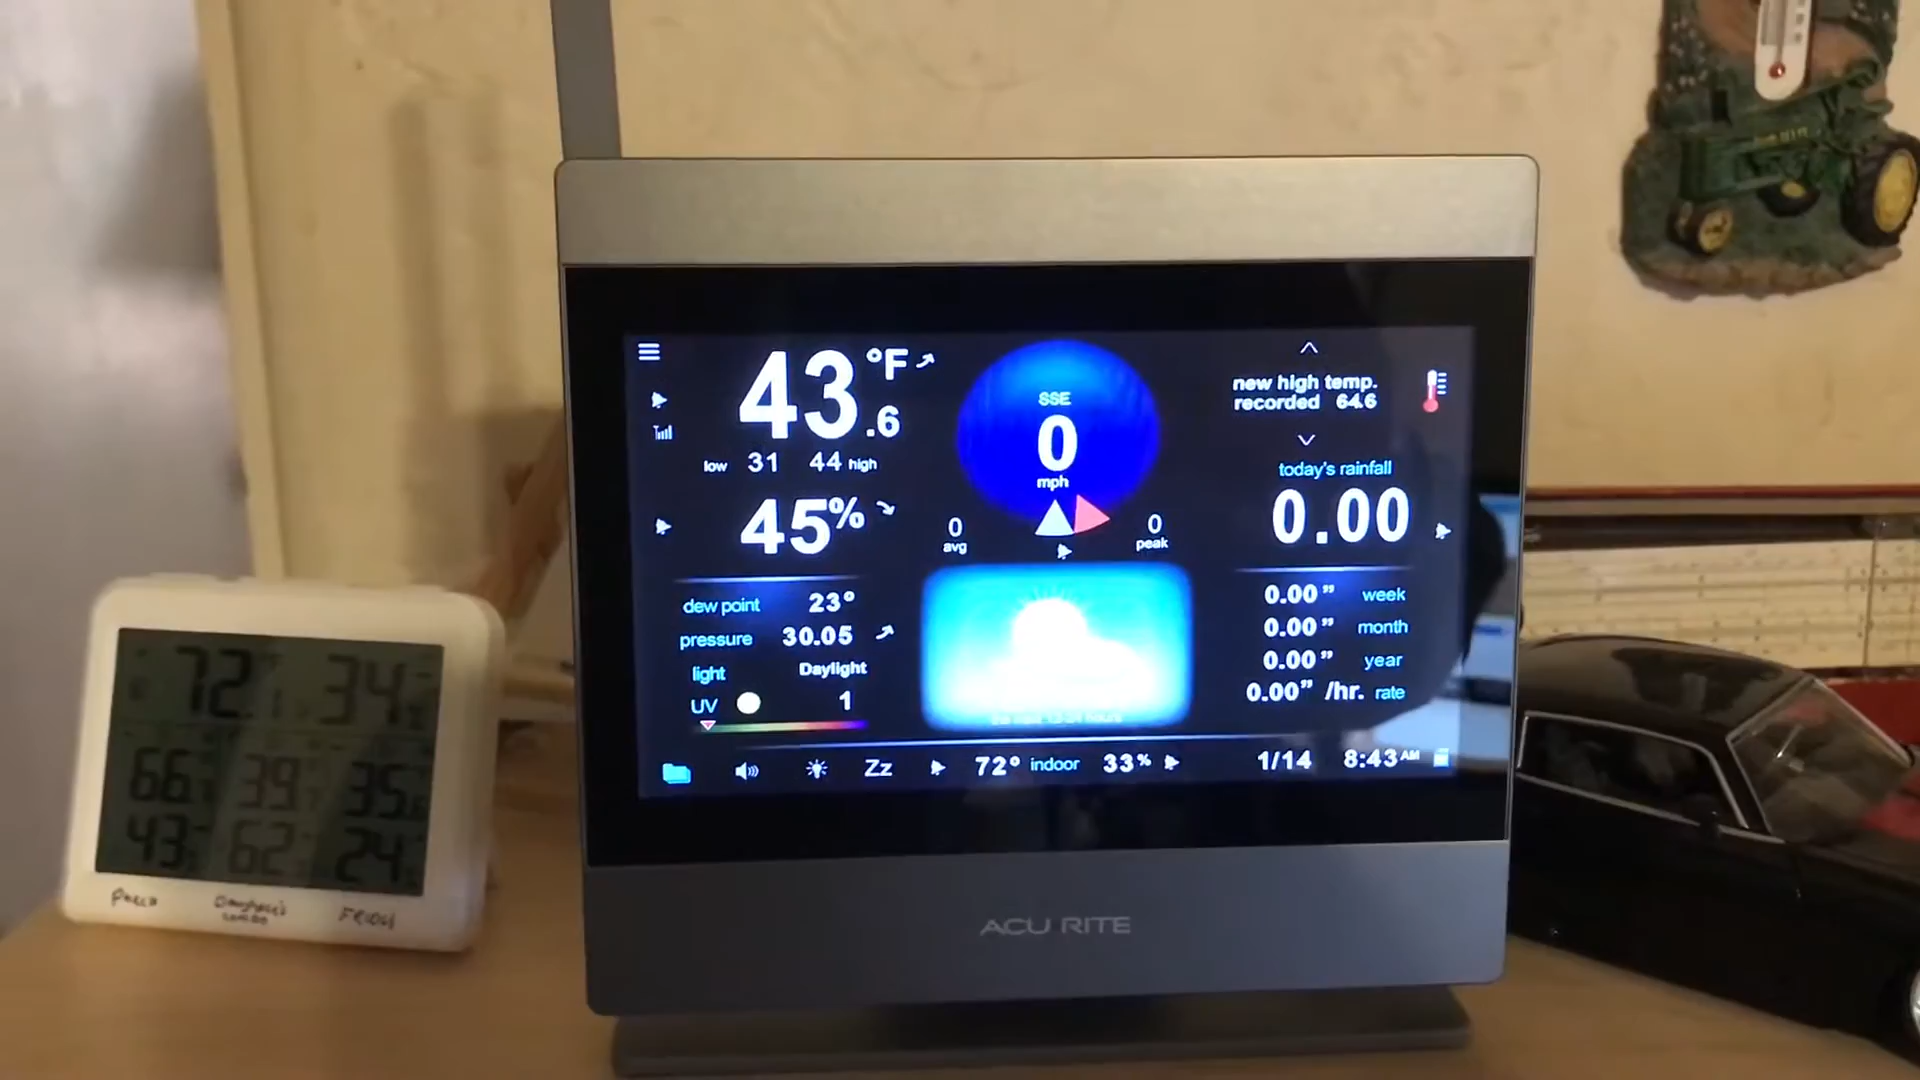 43.6 °F
low 31 44 high
45%
dew point 23°
pressure 30.05
light Daylight
UV 1
SSE
0
mph
0 avg
0 peak
new high temp.
recorded 64.6
today's rainfall
0.00
0.00" week
0.00" month
0.00" year
0.00" /hr. rate
Zz 72° indoor 33% 1/14 8:43 AM
ACU RITE
72 34
66 39 35
43 62 24